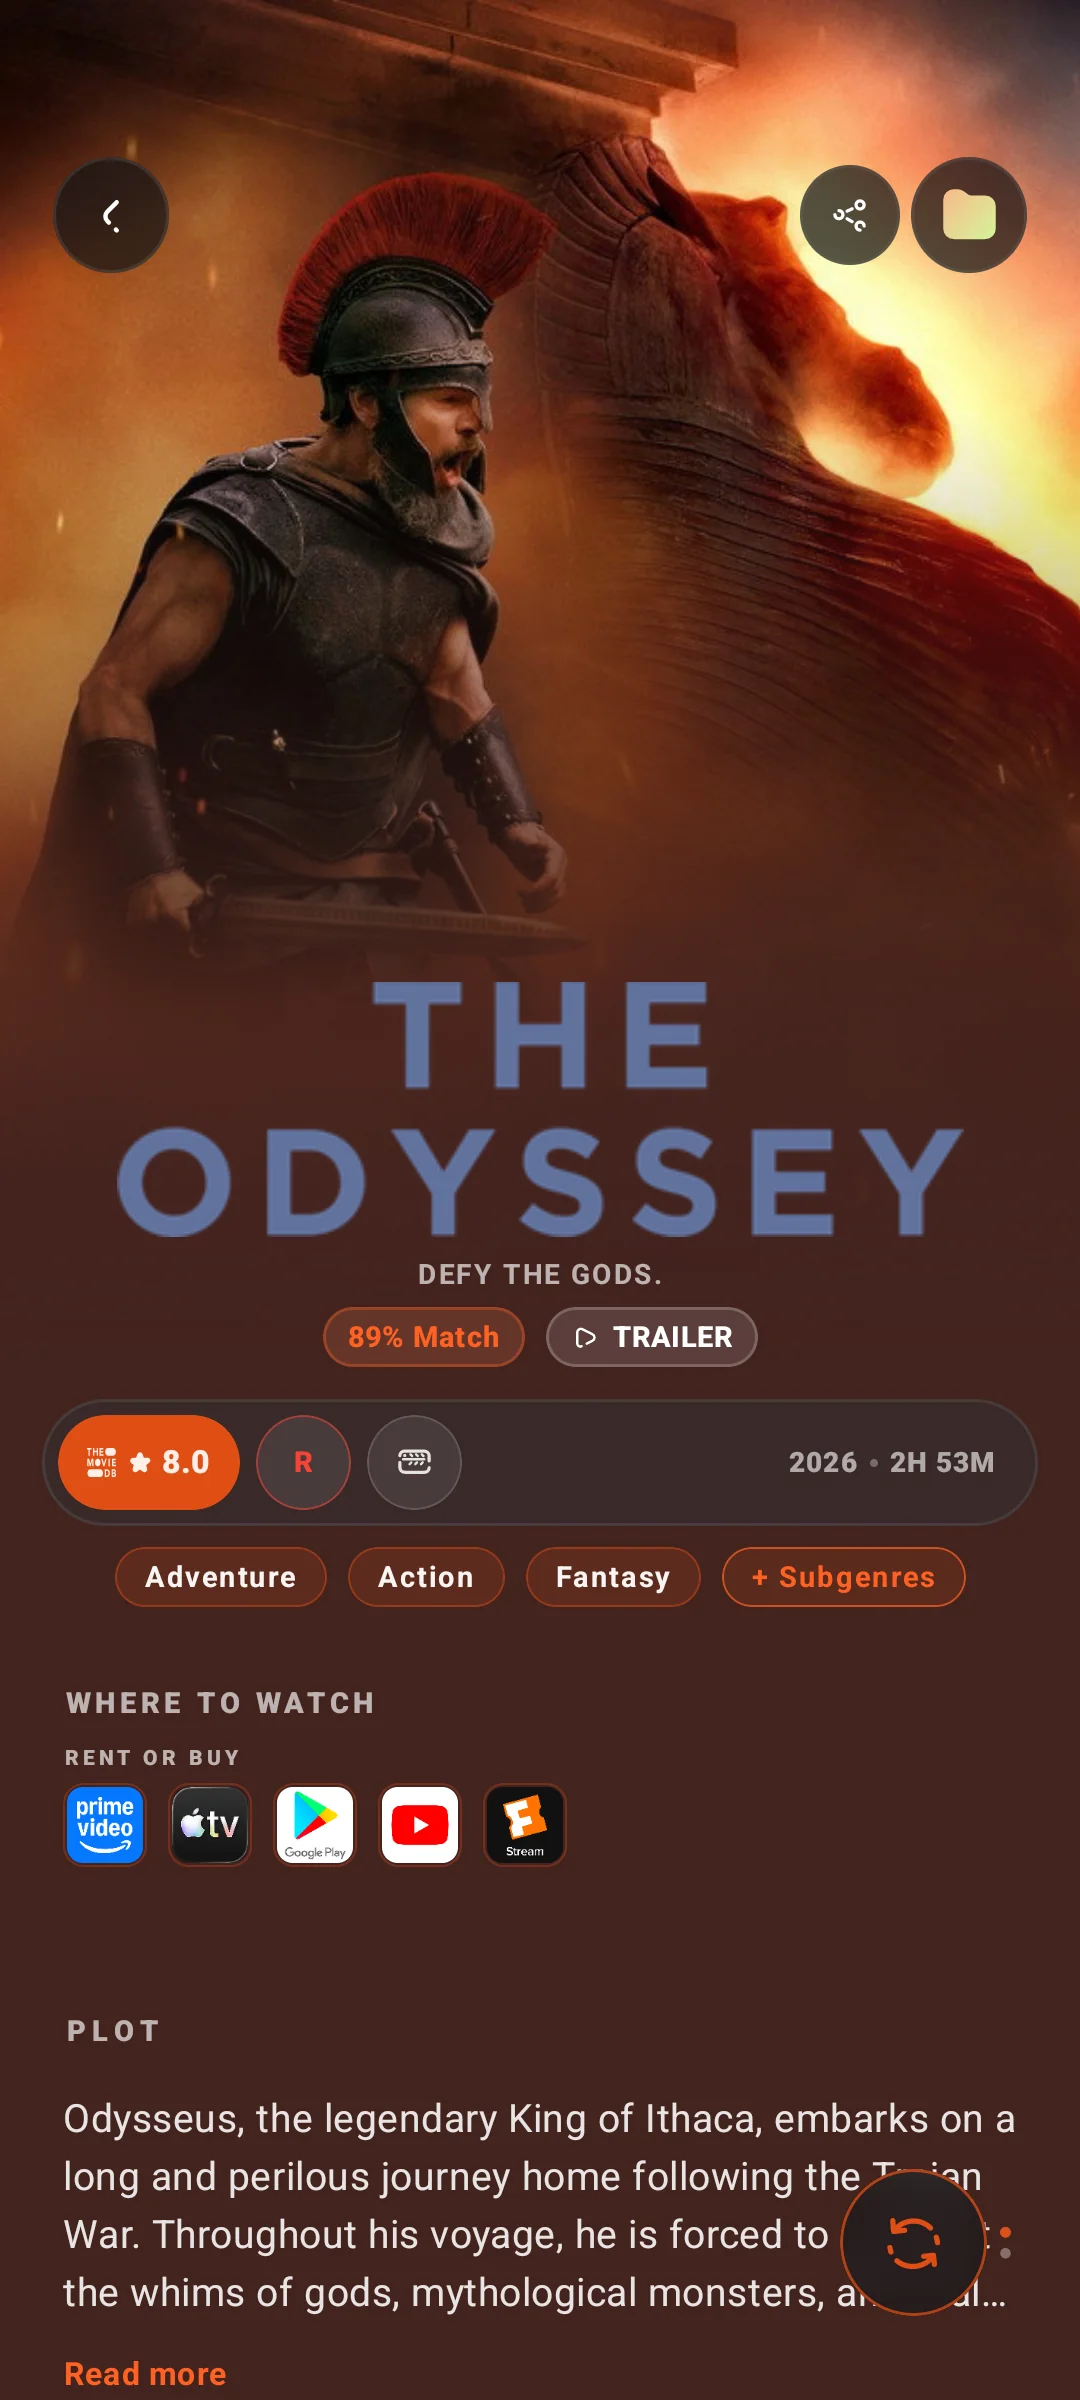 THE
ODYSSEY
DEFY THE GODS.
89% Match
TRAILER
THE MOVIE DB 8.0
R
2026 • 2H 53M
Adventure
Action
Fantasy
+ Subgenres
WHERE TO WATCH
RENT OR BUY
prime video
tv
Google Play
Stream
PLOT
Odysseus, the legendary King of Ithaca, embarks on a
long and perilous journey home following the
War. Throughout his voyage, he is forced to
the whims of gods, mythological monsters,
Read more